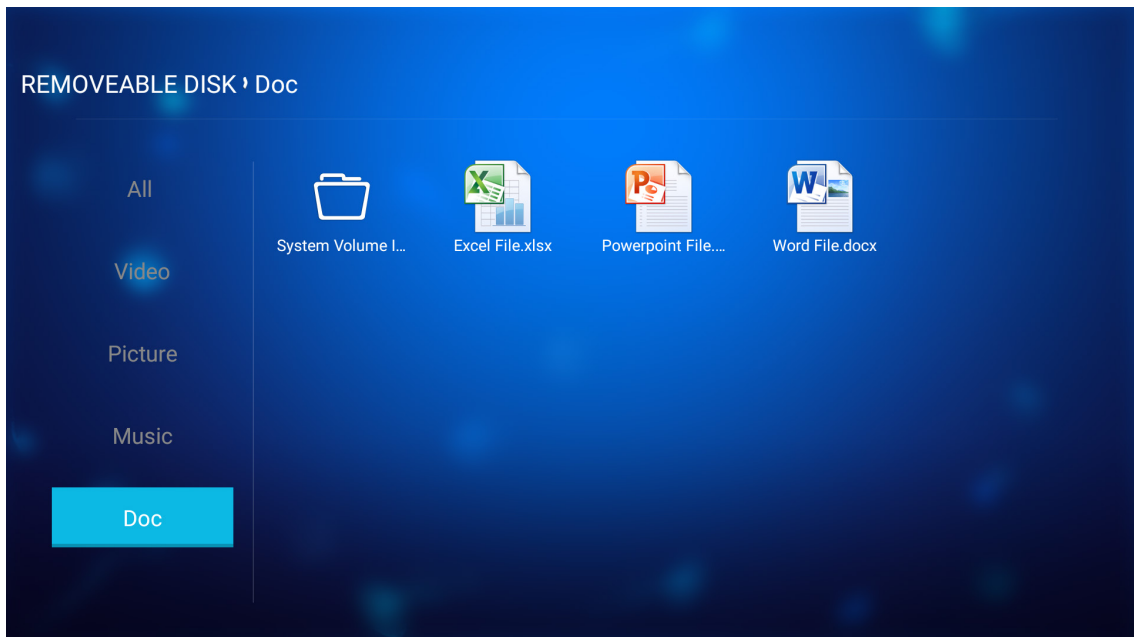 REMOVEABLE DISK › Doc
All
Video
Picture
Music
Doc
System Volume I...
Excel File.xlsx
Powerpoint File....
Word File.docx